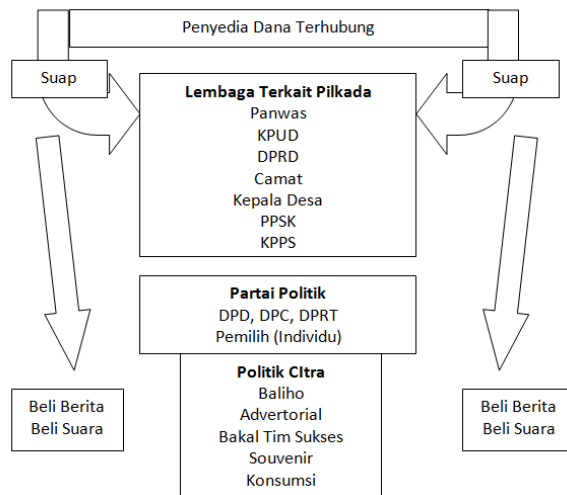 Penyedia Dana Terhubung
Suap
Suap
Lembaga Terkait Pilkada
Panwas
KPUD
DPRD
Camat
Kepala Desa
PPSK
KPPS
Partai Politik
DPD, DPC, DPRT
Pemilih (Individu)
Politik CItra
Baliho
Advertorial
Bakal Tim Sukses
Souvenir
Konsumsi
Beli Berita
Beli Suara
Beli Berita
Beli Suara